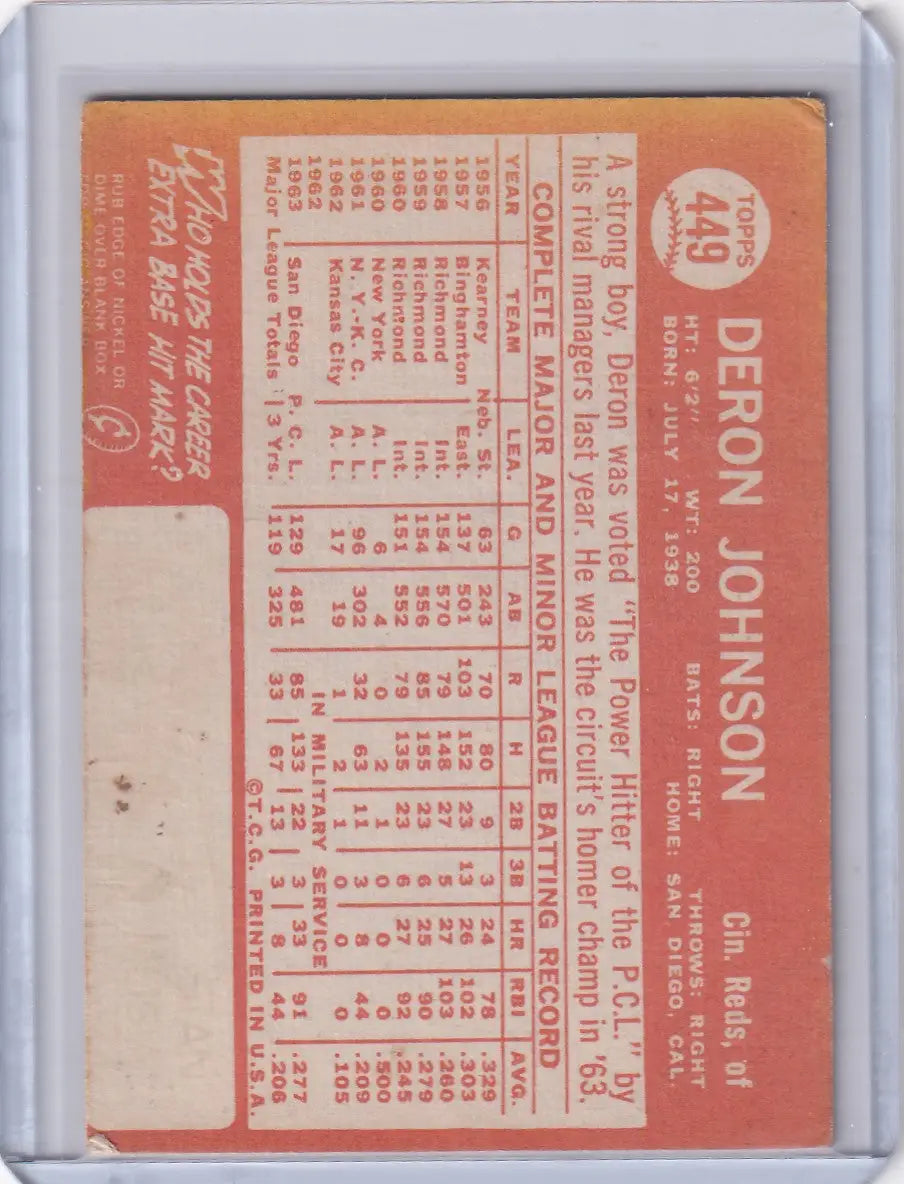 TOPPS
449
DERON JOHNSON Cin. Reds, of
HT: 6'2" WT: 200 BATS: RIGHT THROWS: RIGHT
BORN: JULY 17, 1938 HOME: SAN DIEGO, CAL.
A strong boy, Deron was voted "The Power Hitter of the P.C.L." by
his rival managers last year. He was the circuit's homer champ in '63.
COMPLETE MAJOR AND MINOR LEAGUE BATTING RECORD
YEAR TEAM LEA. G AB R H 2B 3B HR RBI AVG.
1956 Kearney Neb. St. 63 243 70 80 9 3 24 78 .329
1957 Binghamton East. 137 501 103 152 23 13 26 102 .303
1958 Richmond Int. 154 570 79 148 27 5 27 103 .260
1959 Richmond Int. 154 556 85 155 23 6 25 90 .279
1960 Richmond Int. 151 552 79 135 23 6 27 92 .245
1960 New York A. L. 6 4 0 2 1 0 0 0 .500
1961 N. Y.-K. C. A. L. 96 302 32 63 11 3 8 44 .209
1962 Kansas City A. L. 17 19 1 2 1 0 0 0 .105
1962 IN MILITARY SERVICE
1963 San Diego P. C. L. 129 481 85 133 22 3 33 91 .277
Major League Totals 3 Yrs. 119 325 33 67 13 3 8 44 .206
©T.C.G. PRINTED IN U.S.A.
WHO HOLDS THE CAREER
EXTRA BASE HIT MARK?
RUB EDGE OF NICKEL OR
DIME OVER BLANK BOX